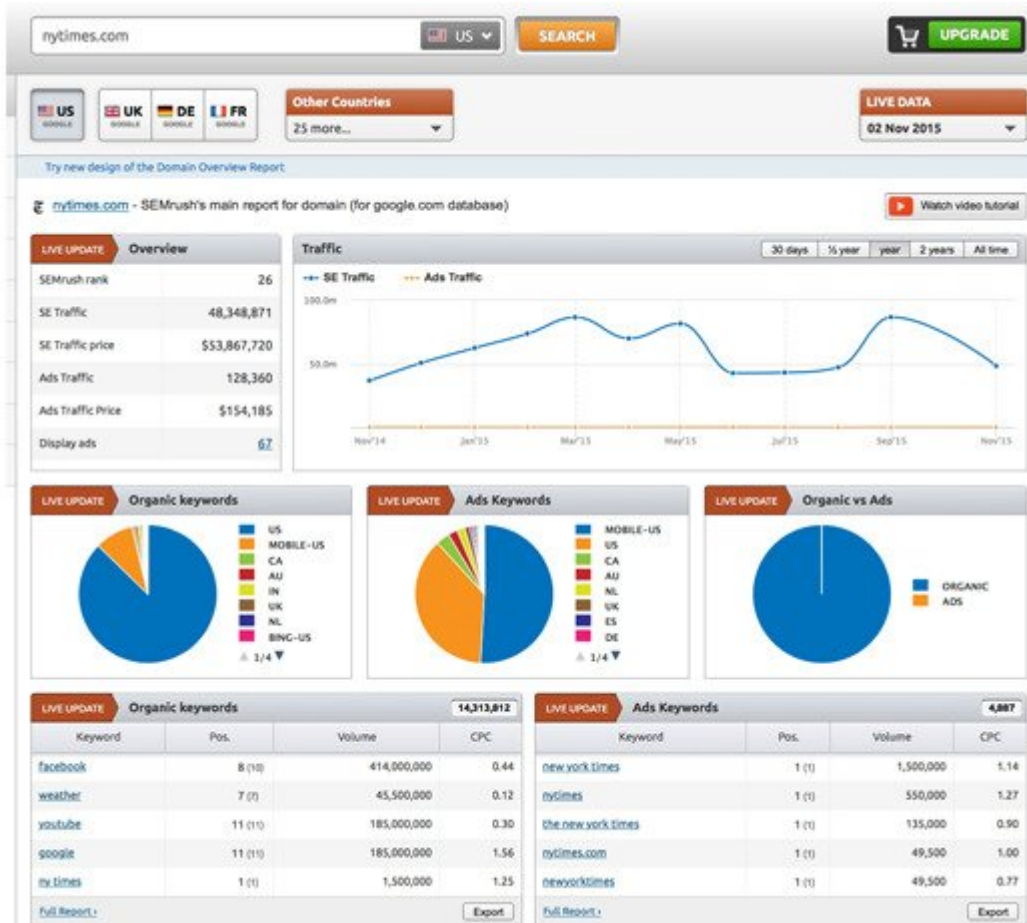 nytimes.com US SEARCH UPGRADE
US GOOGLE UK GOOGLE DE GOOGLE FR GOOGLE
Other Countries
25 more...
LIVE DATA
02 Nov 2015
Try new design of the Domain Overview Report
nytimes.com - SEMrush's main report for domain (for google.com database)
Watch video tutorial
LIVE UPDATE Overview
SEMrush rank 26
SE Traffic 48,348,871
SE Traffic price $53,867,720
Ads Traffic 128,360
Ads Traffic Price $154,185
Display ads 67
Traffic 30 days ½ year year 2 years All time
SE Traffic Ads Traffic
100.0m
50.0m
Nov'14 Jan'15 Mar'15 May'15 Jul'15 Sep'15 Nov'15
LIVE UPDATE Organic keywords
US
MOBILE-US
CA
AU
IN
UK
NL
BING-US
1/4
LIVE UPDATE Ads Keywords
MOBILE-US
US
CA
AU
NL
UK
ES
DE
1/4
LIVE UPDATE Organic vs Ads
ORGANIC
ADS
LIVE UPDATE Organic keywords 14,313,812
Keyword Pos. Volume CPC
facebook 8 (10) 414,000,000 0.44
weather 7 (7) 45,500,000 0.12
youtube 11 (11) 185,000,000 0.30
google 11 (11) 185,000,000 1.56
ny times 1 (1) 1,500,000 1.25
Full Report › Export
LIVE UPDATE Ads Keywords 4,887
Keyword Pos. Volume CPC
new york times 1 (1) 1,500,000 1.14
nytimes 1 (1) 550,000 1.27
the new york times 1 (1) 135,000 0.90
nytimes.com 1 (1) 49,500 1.00
newyorktimes 1 (1) 49,500 0.77
Full Report › Export